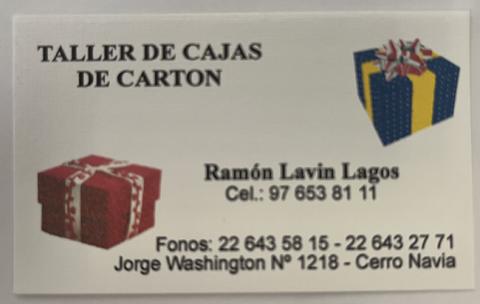 TALLER DE CAJAS
DE CARTON
Ramón Lavin Lagos
Cel.: 97 653 81 11
Fonos: 22 643 58 15 - 22 643 27 71
Jorge Washington Nº 1218 - Cerro Navia